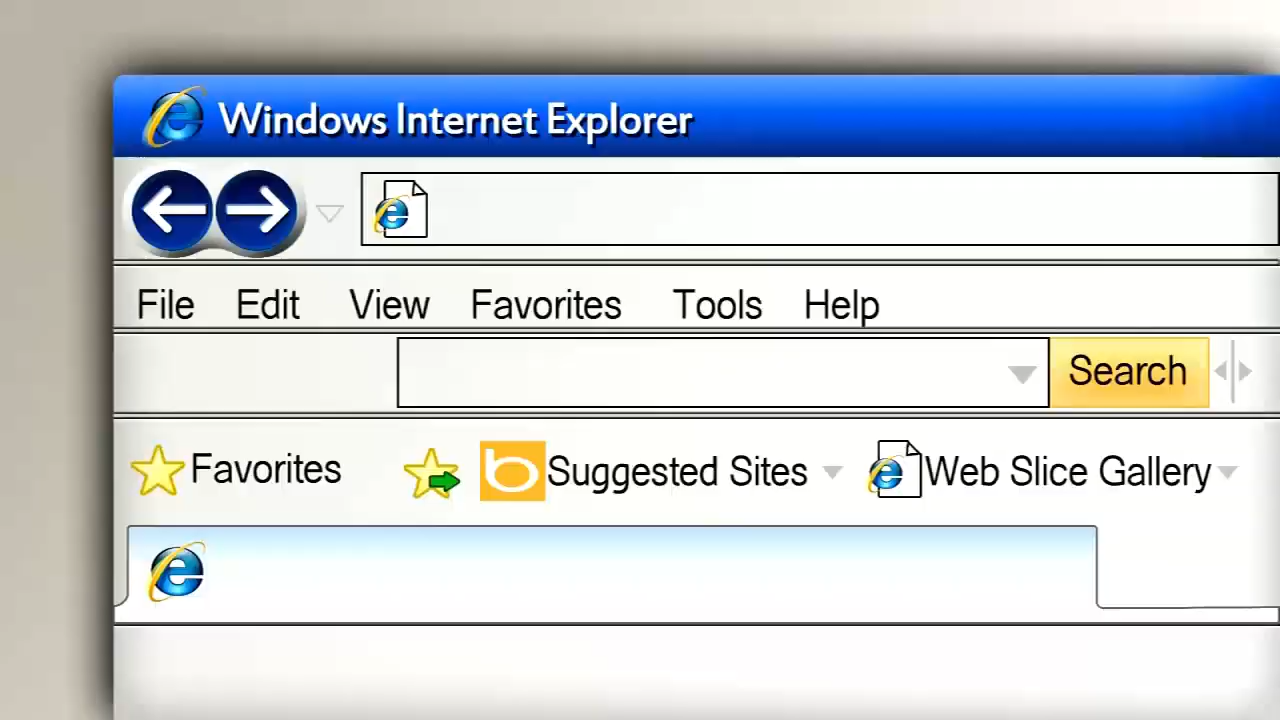 Windows Internet Explorer
File Edit View Favorites Tools Help
Search
Favorites Suggested Sites Web Slice Gallery